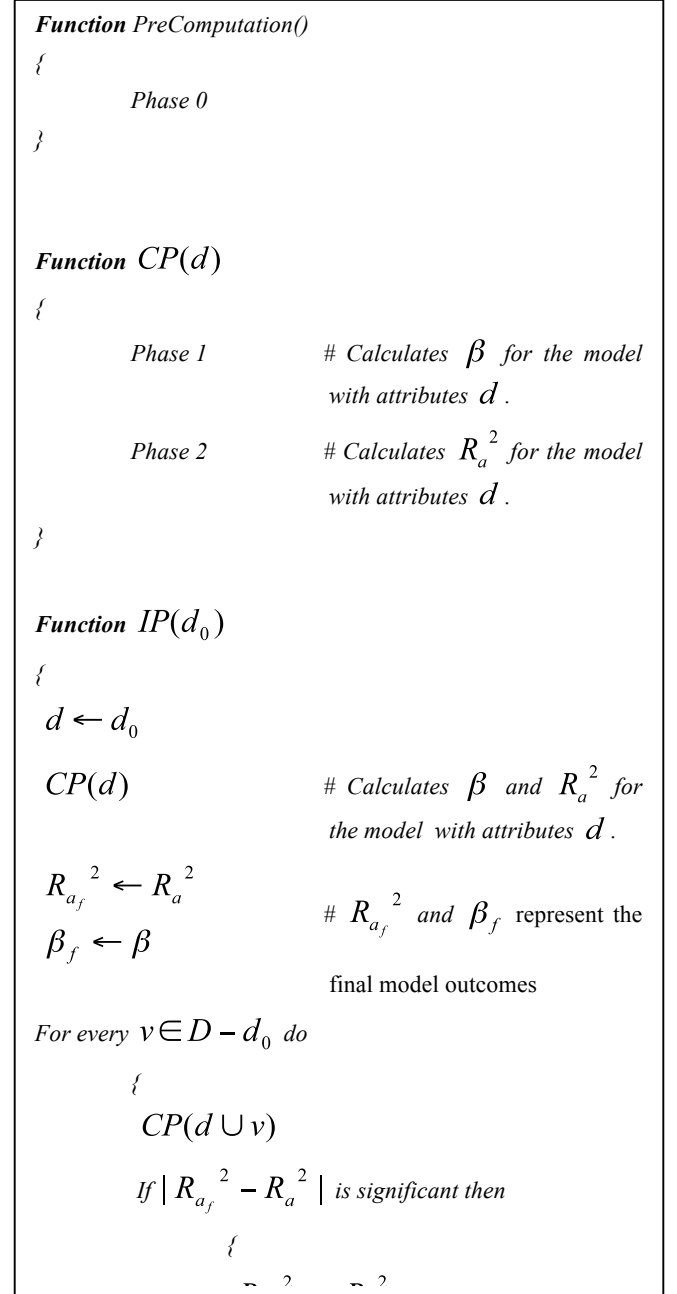 Function PreComputation()
{
Phase 0
}
Function CP(d)
{
Phase 1 # Calculates β for the model
with attributes d .
Phase 2 # Calculates R_a^2 for the model
with attributes d .
}
Function IP(d_0)
{
d ← d_0
CP(d) # Calculates β and R_a^2 for
the model with attributes d .
R_{a_f}^2 ← R_a^2
β_f ← β # R_{a_f}^2 and β_f represent the
final model outcomes
For every v ∈ D − d_0 do
{
CP(d ∪ v)
If | R_{a_f}^2 − R_a^2 | is significant then
{